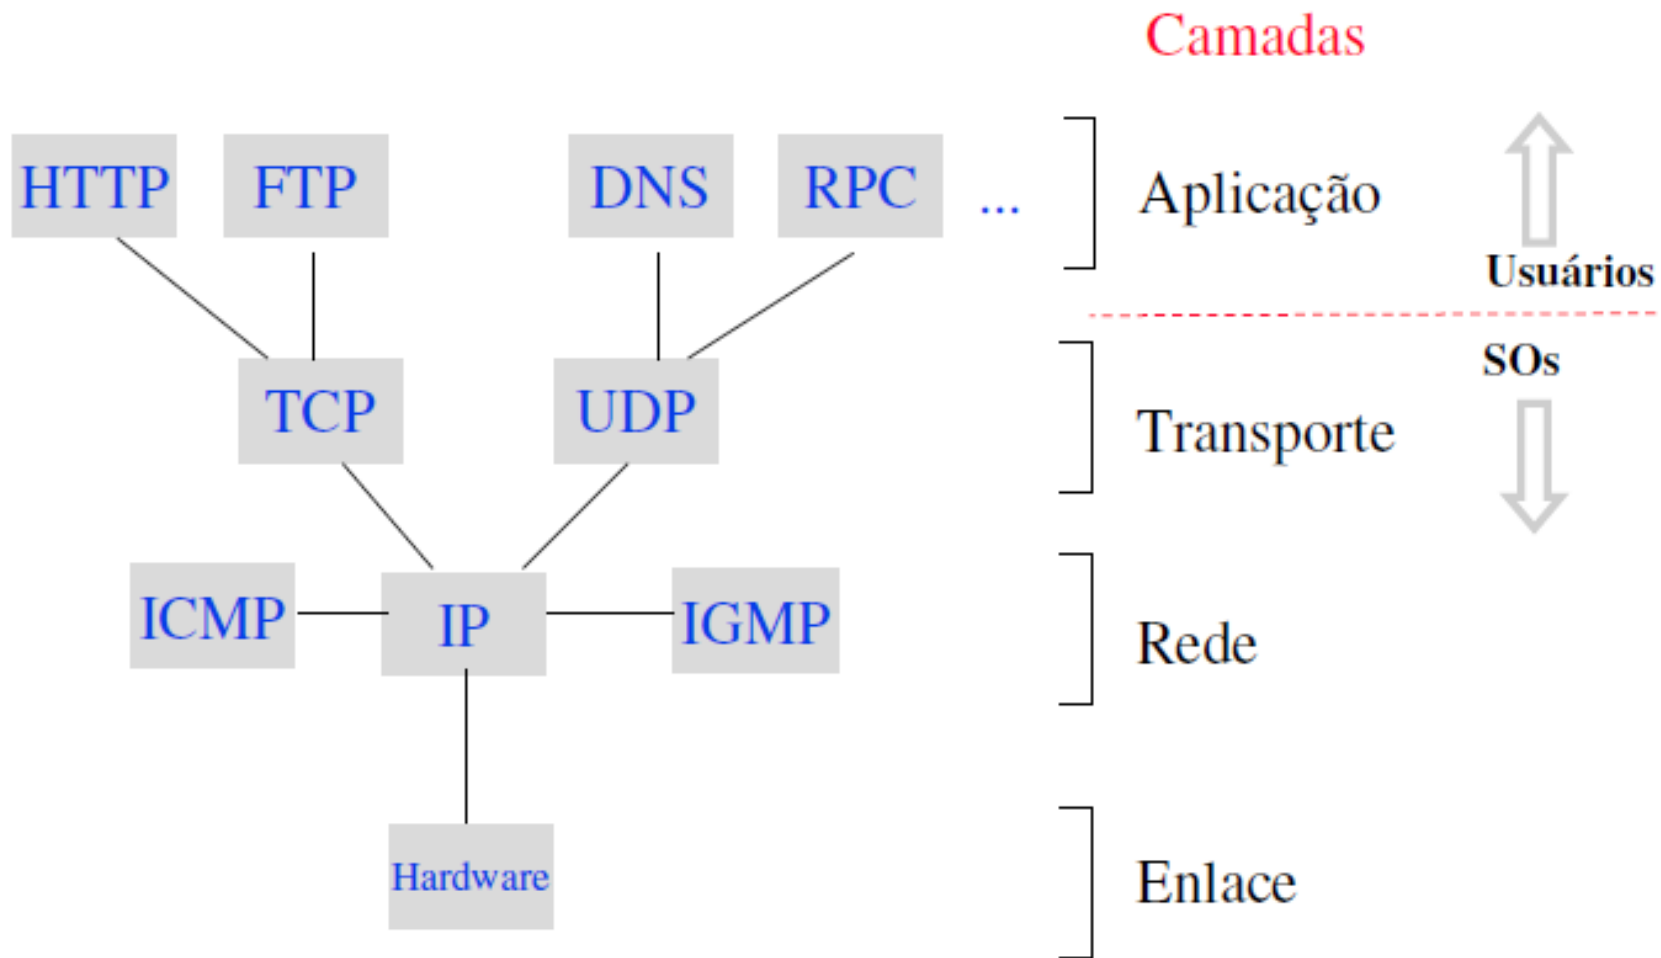 Camadas
HTTP FTP DNS RPC ... Aplicação
Usuários
SOs
TCP UDP Transporte
ICMP IP IGMP Rede
Hardware Enlace